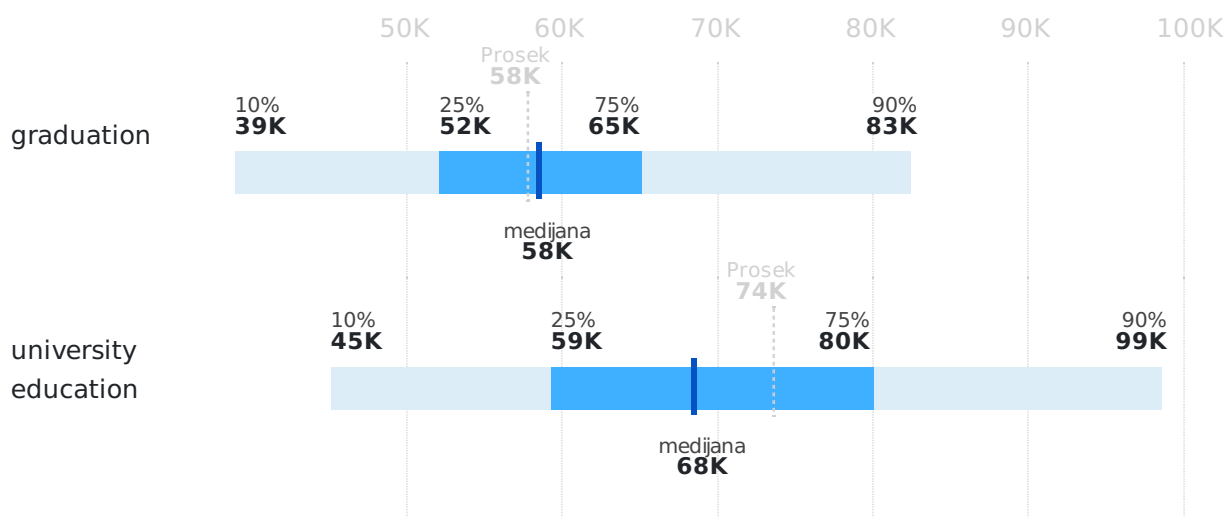 50K 60K 70K 80K 90K 100K
Prosek
58K
10% 25% 75% 90%
39K 52K 65K 83K
graduation
medijana
58K
Prosek
74K
10% 25% 75% 90%
45K 59K 80K 99K
university
education
medijana
68K